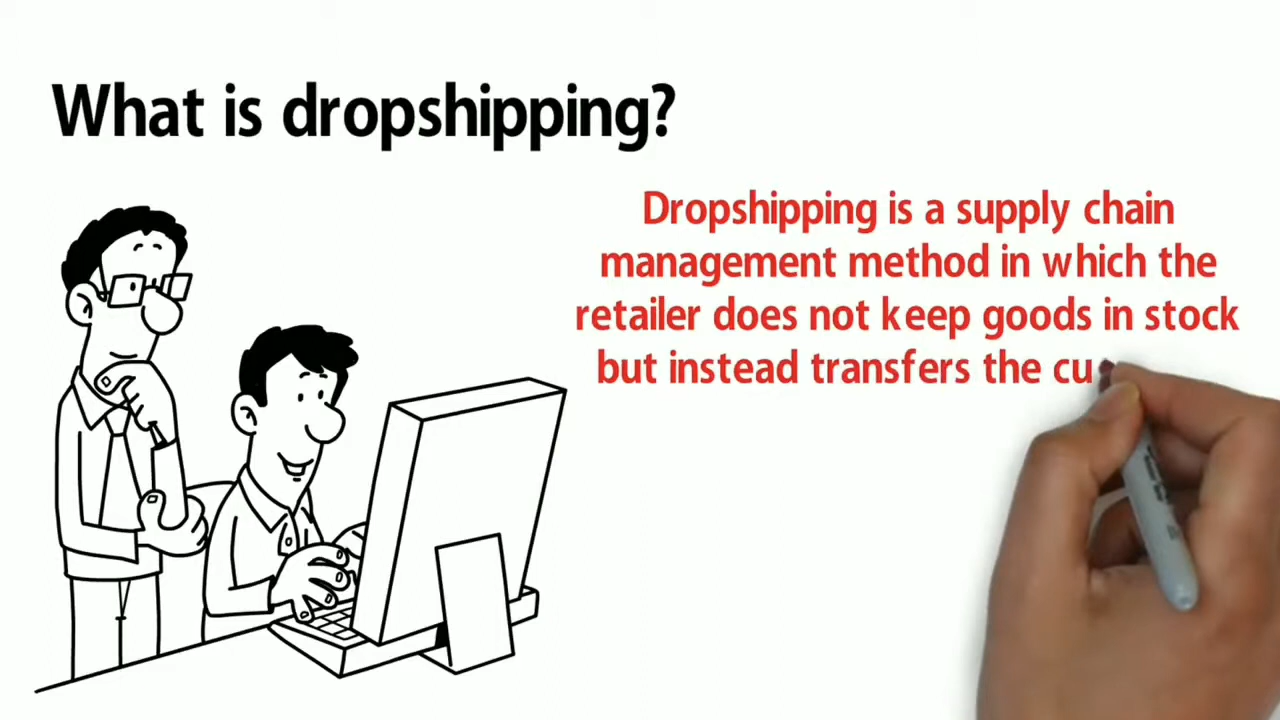 What is dropshipping?
Dropshipping is a supply chain
management method in which the
retailer does not keep goods in stock
but instead transfers the cu